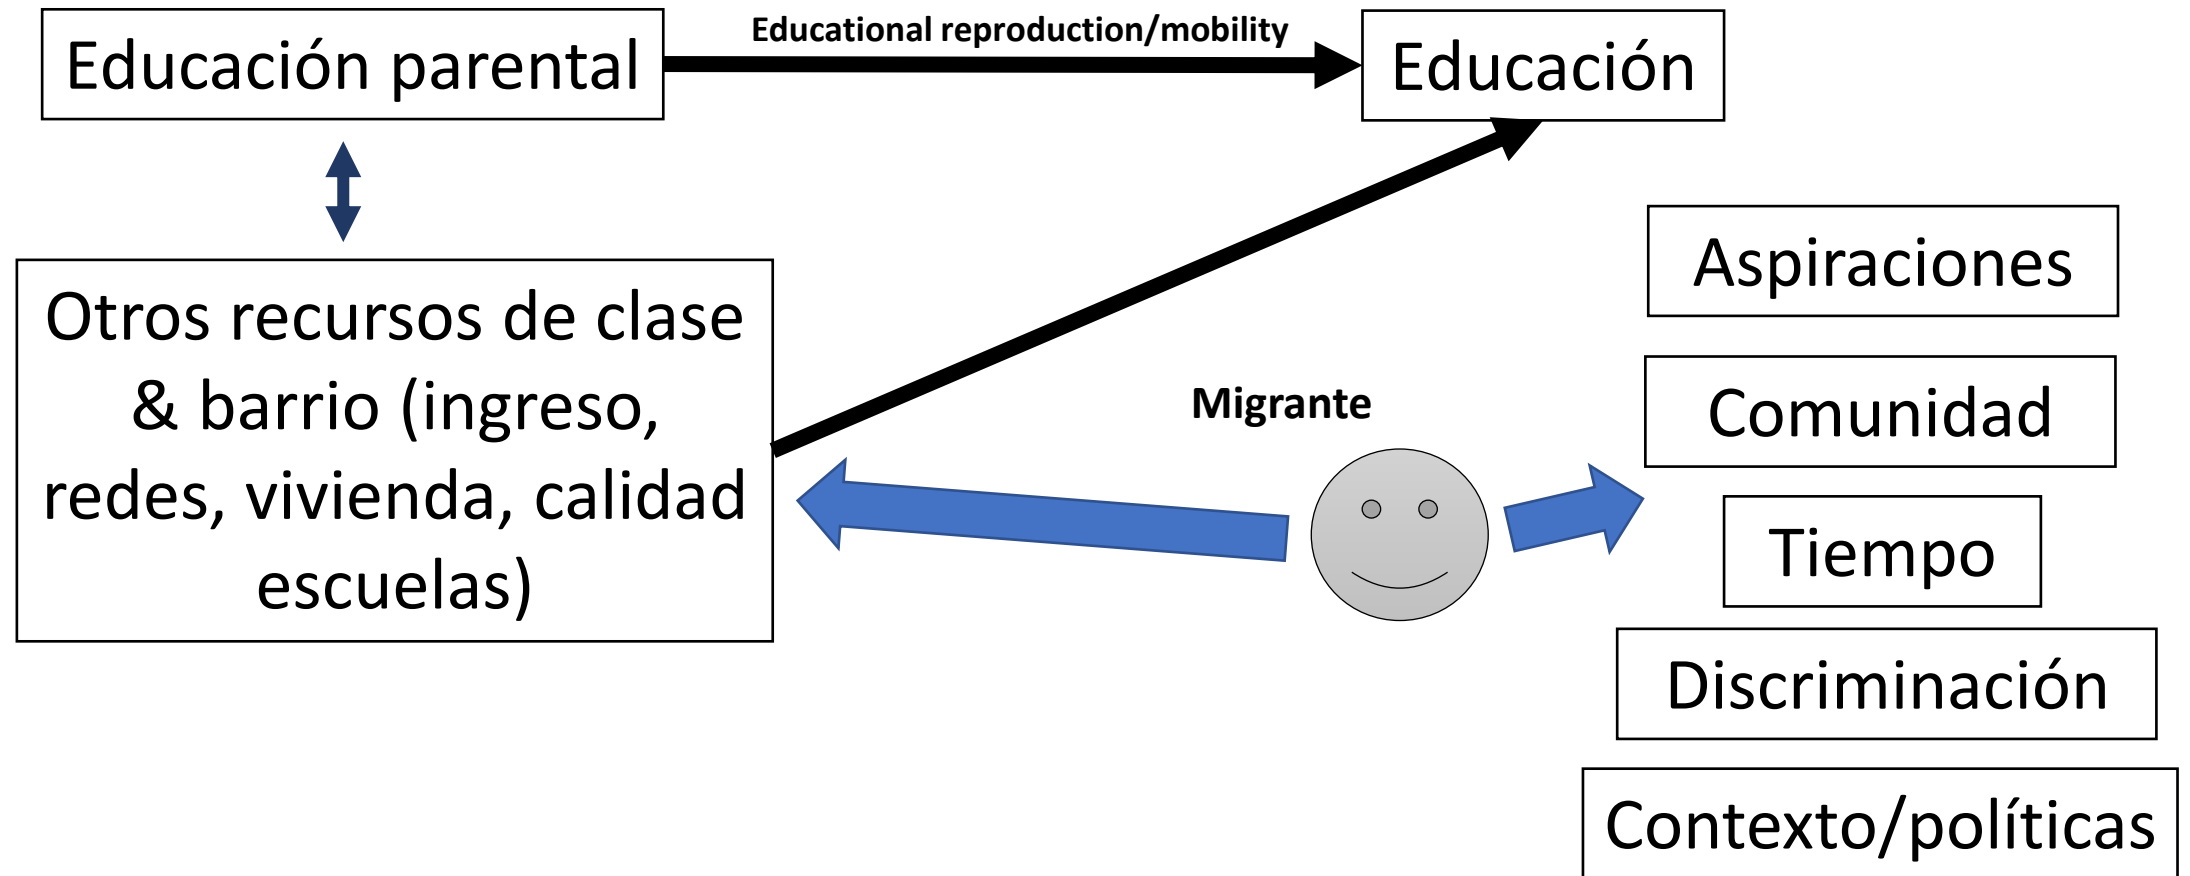 Educación parental
Educational reproduction/mobility
Educación
Otros recursos de clase
& barrio (ingreso,
redes, vivienda, calidad
escuelas)
Migrante
Aspiraciones
Comunidad
Tiempo
Discriminación
Contexto/políticas